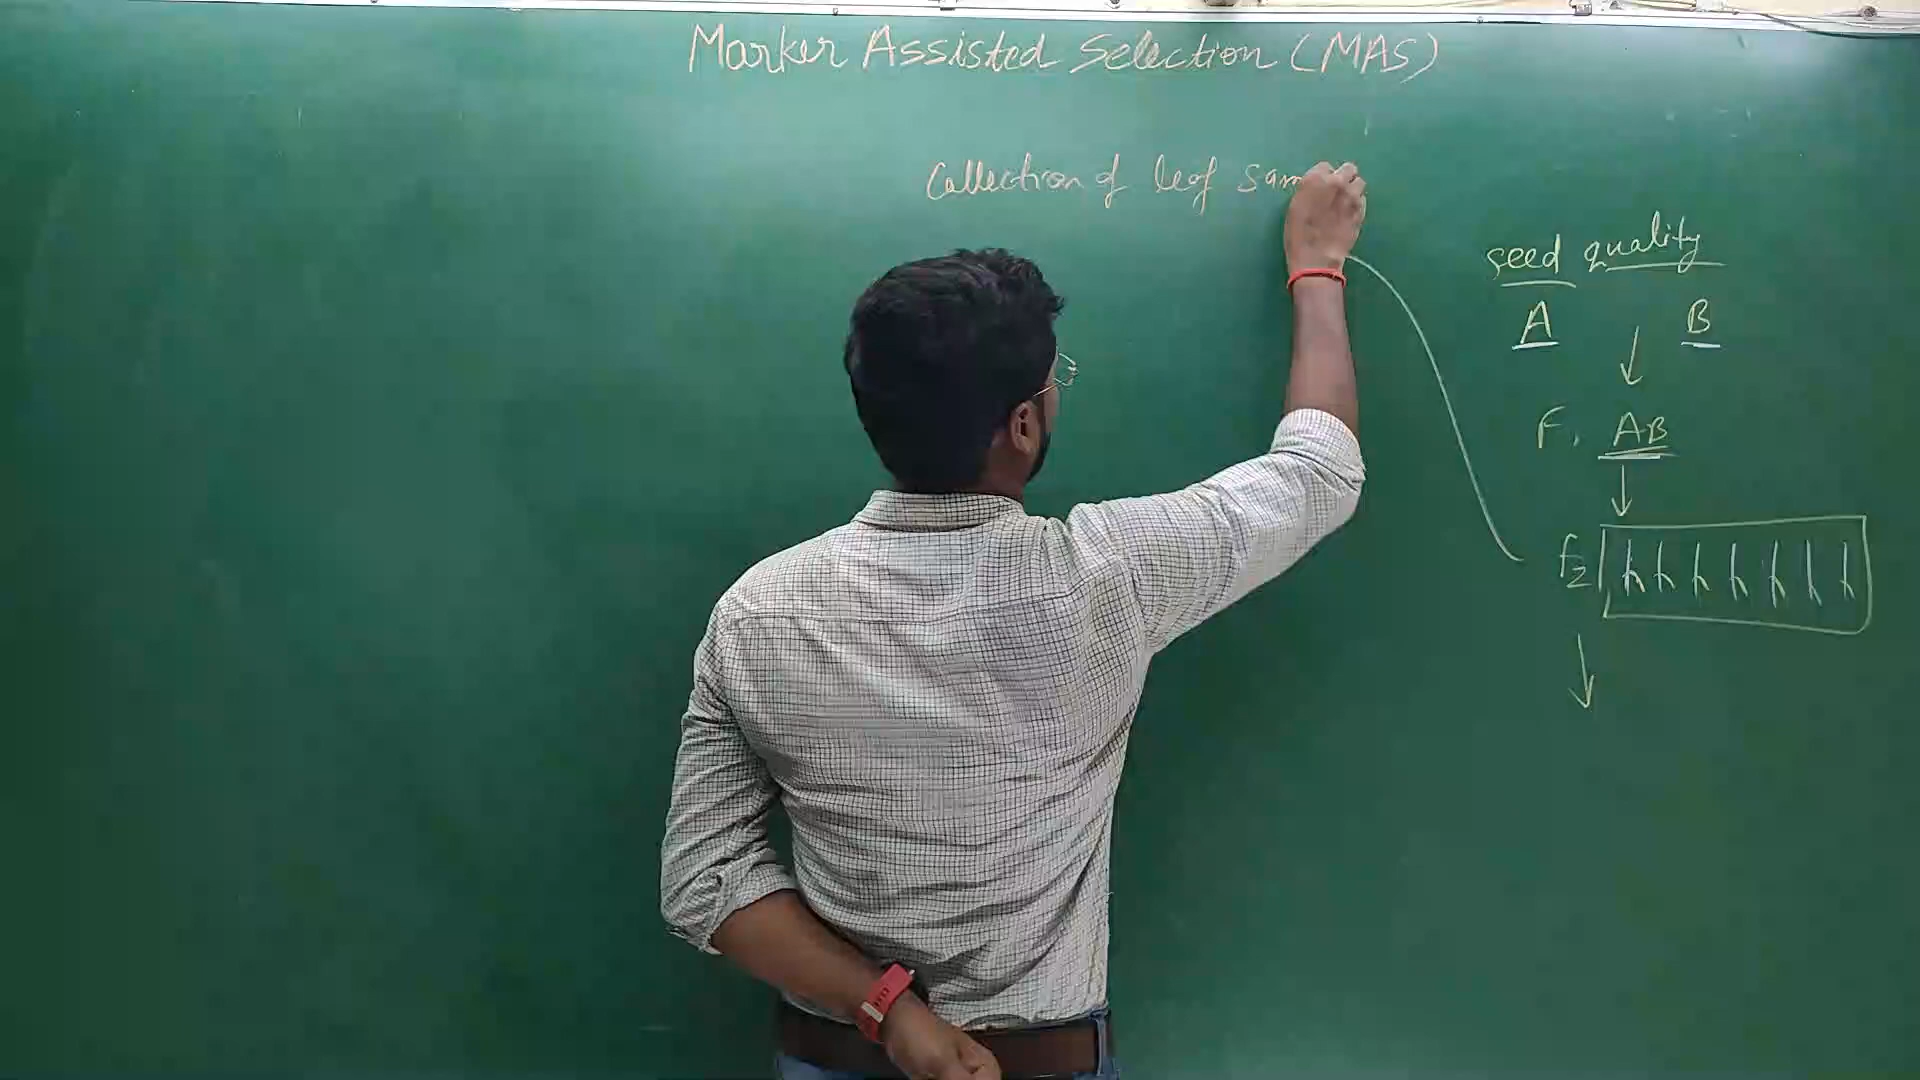 Marker Assisted Selection (MAS)
Collection of leaf sam
seed quality
A B
F1 AB
F2